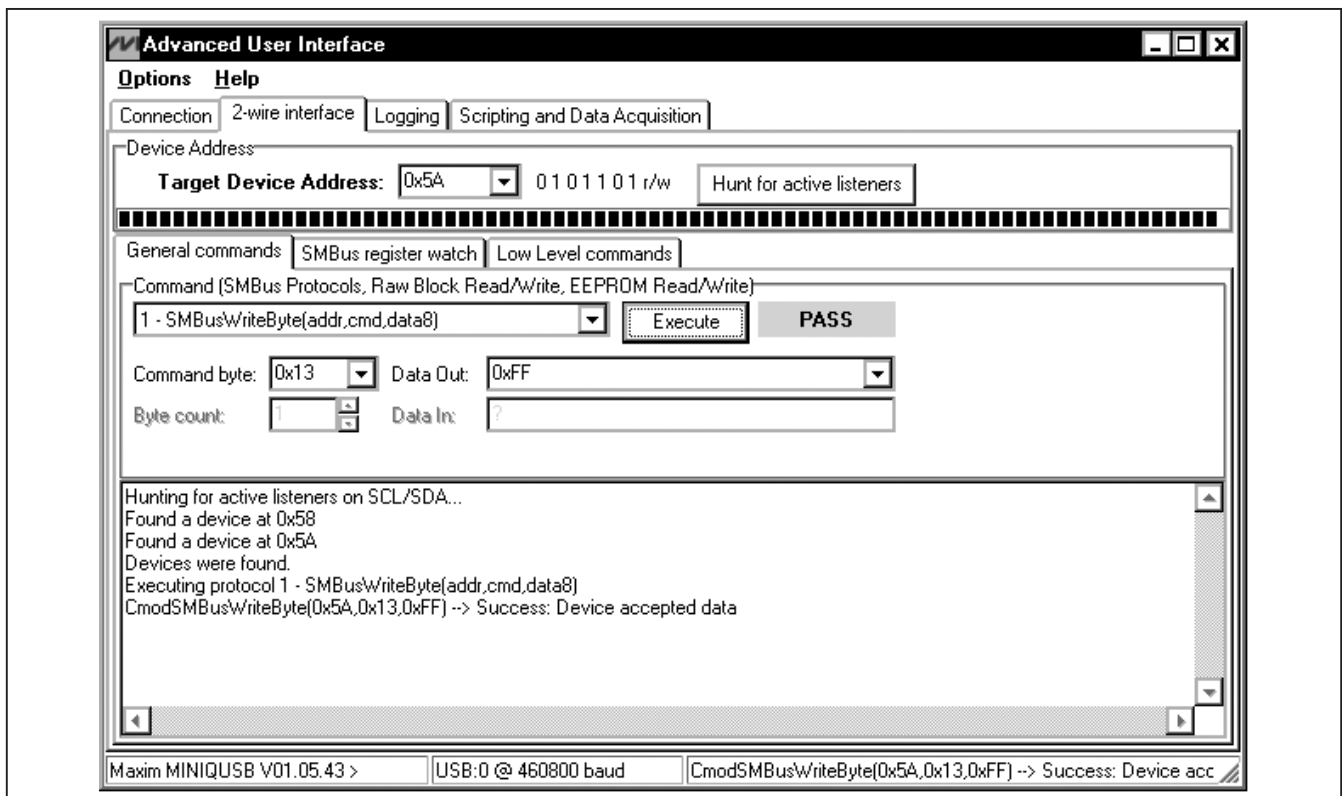 Advanced User Interface
Options Help
Connection 2-wire interface Logging Scripting and Data Acquisition
Device Address
Target Device Address: 0x5A 0 1 0 1 1 0 1 r/w Hunt for active listeners
General commands SMBus register watch Low Level commands
Command (SMBus Protocols, Raw Block Read/Write, EEPROM Read/Write)
1 - SMBusWriteByte(addr,cmd,data8) Execute PASS
Command byte: 0x13 Data Out: 0xFF
Byte count: 1 Data In: ?
Hunting for active listeners on SCL/SDA...
Found a device at 0x58
Found a device at 0x5A
Devices were found.
Executing protocol 1 - SMBusWriteByte(addr,cmd,data8)
CmodSMBusWriteByte(0x5A,0x13,0xFF) --> Success: Device accepted data
Maxim MINIQUSB V01.05.43 > USB:0 @ 460800 baud CmodSMBusWriteByte(0x5A,0x13,0xFF) --> Success: Device acc